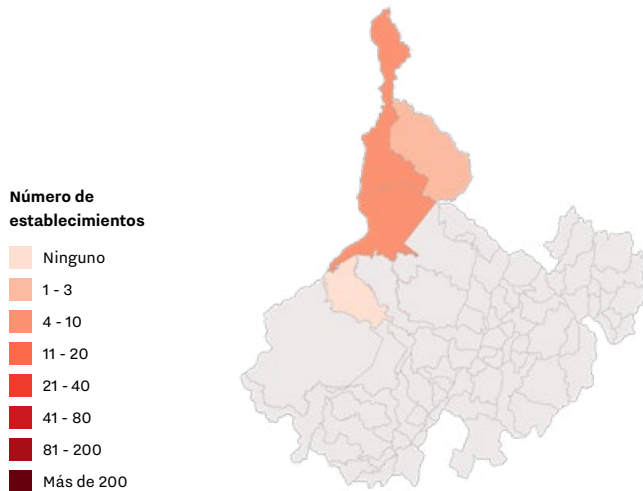 Número de
establecimientos
Ninguno
1 - 3
4 - 10
11 - 20
21 - 40
41 - 80
81 - 200
Más de 200